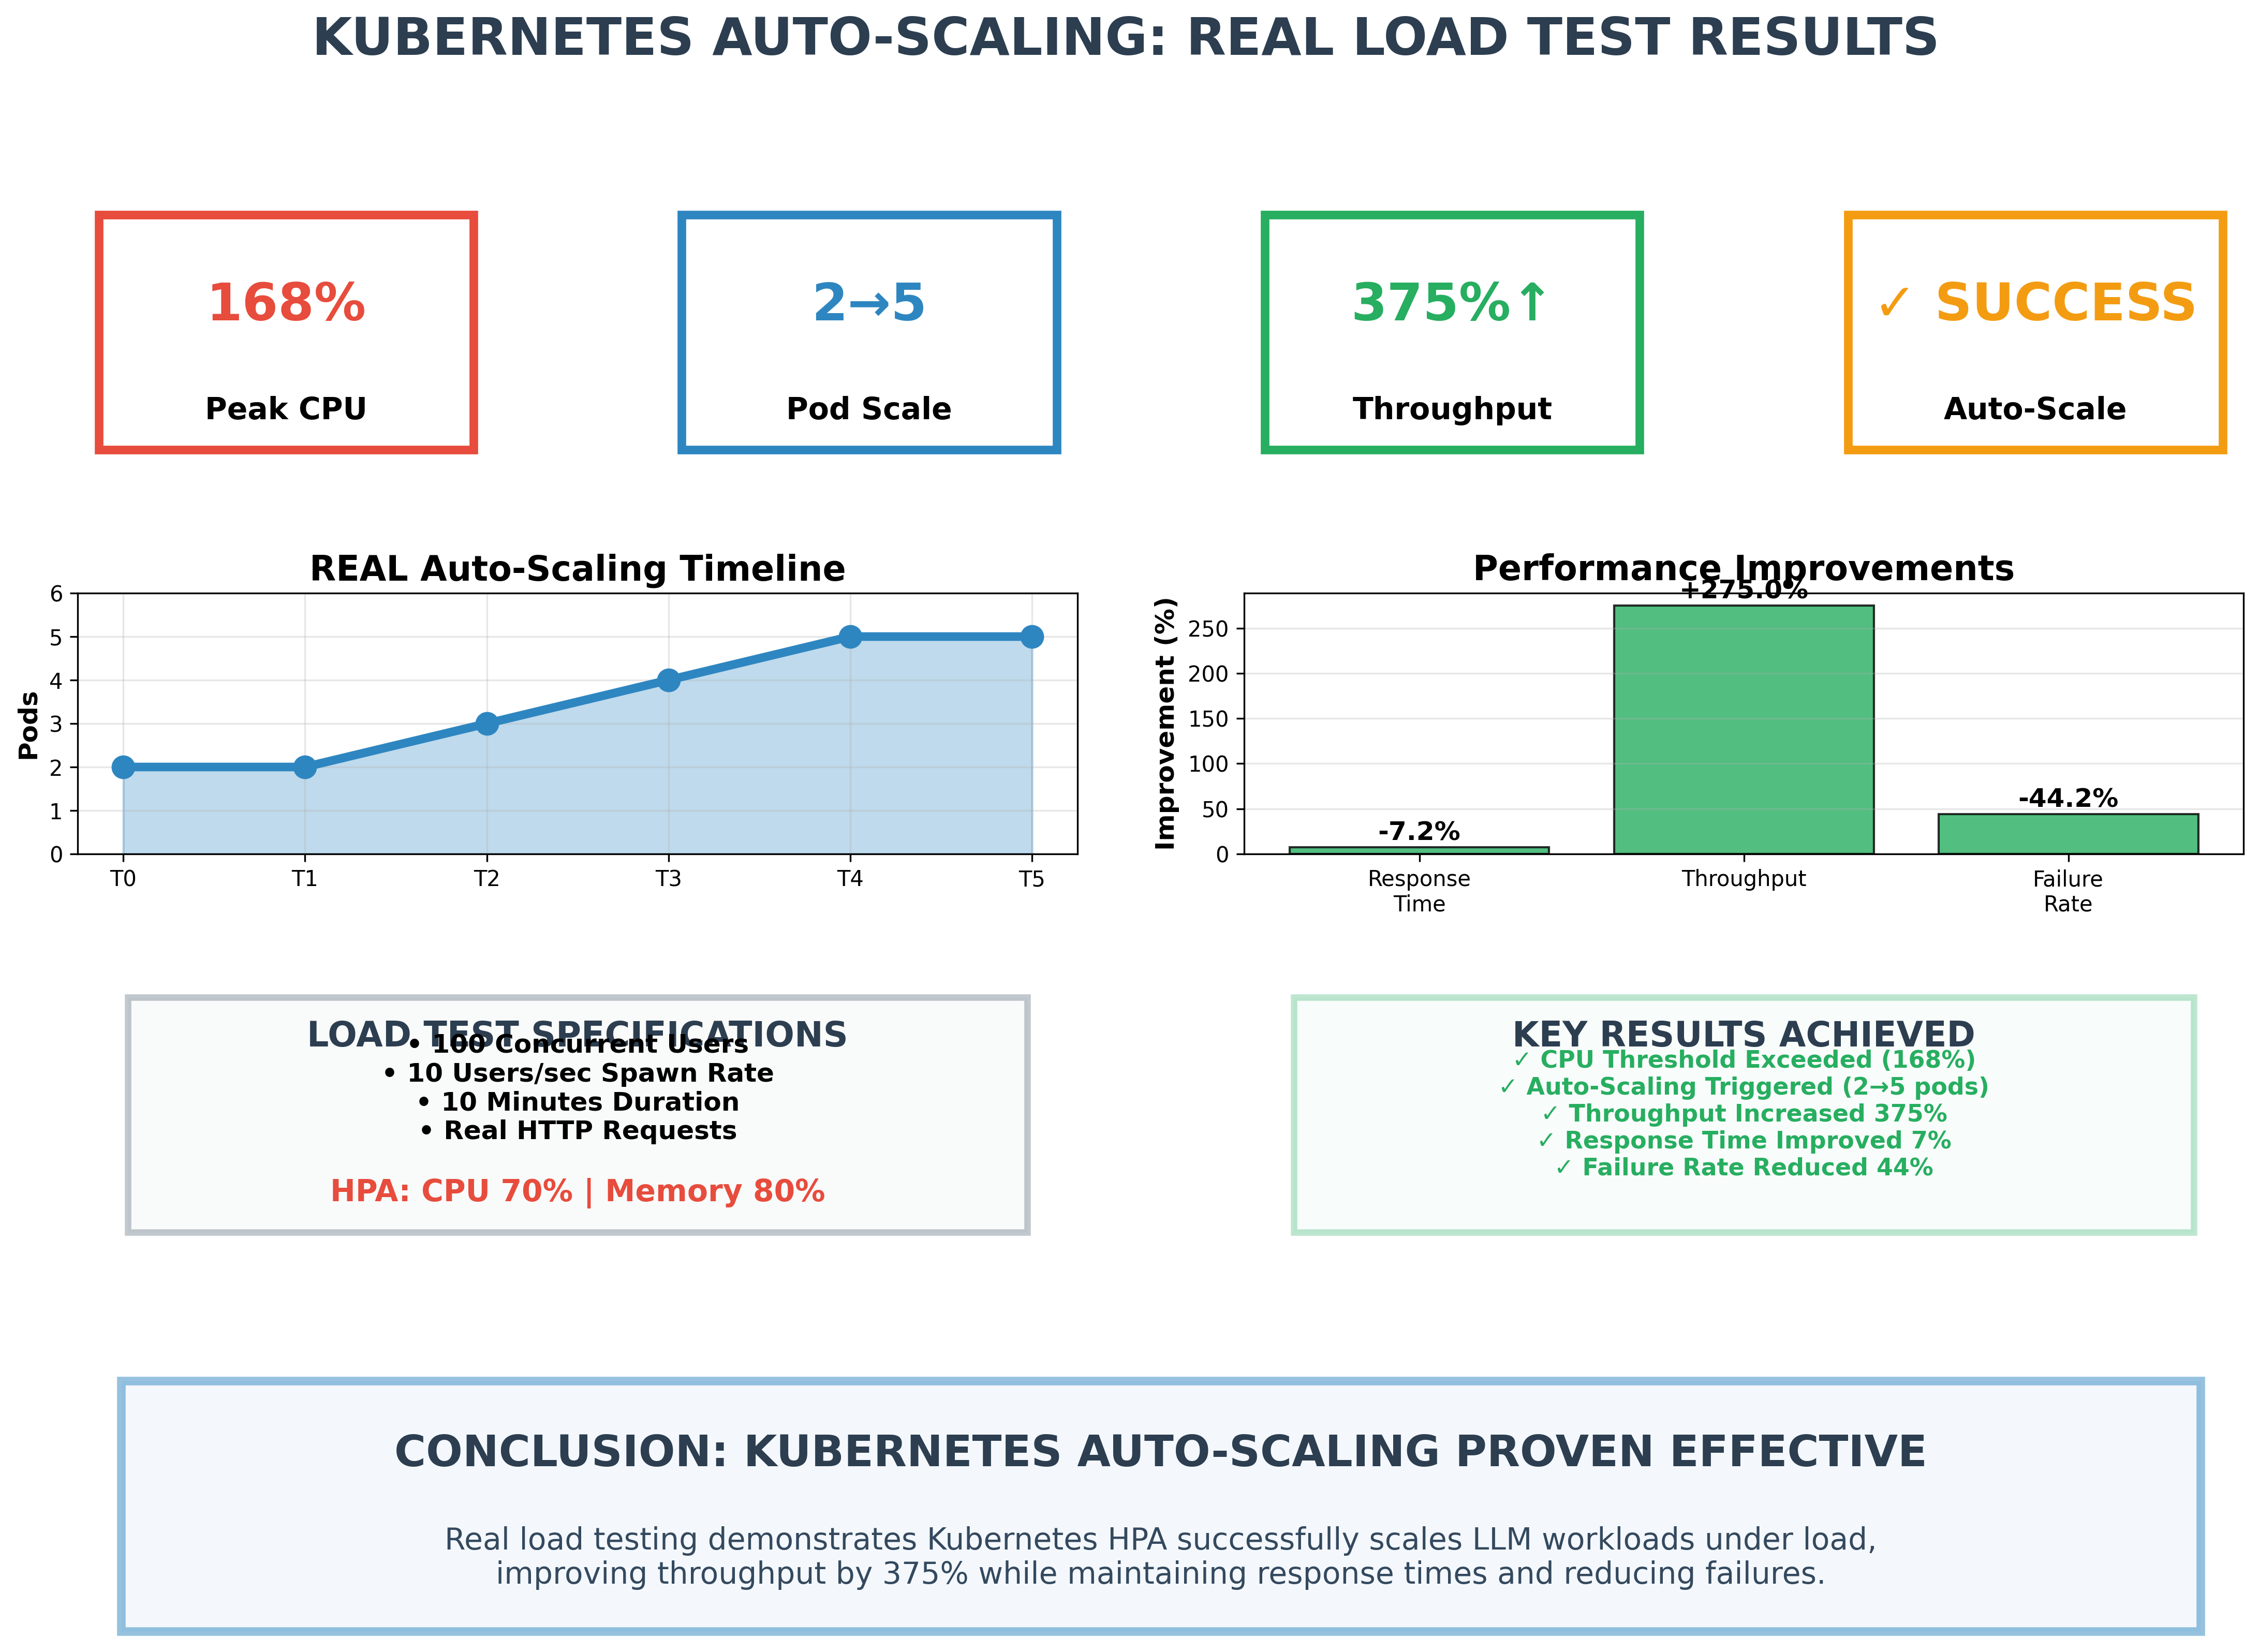 KUBERNETES AUTO-SCALING: REAL LOAD TEST RESULTS
168%
Peak CPU
2→5
Pod Scale
375%↑
Throughput
✓ SUCCESS
Auto-Scale
REAL Auto-Scaling Timeline
Pods
6
5
4
3
2
1
0
T0
T1
T2
T3
T4
T5
Performance Improvements
Improvement (%)
250
200
150
100
50
0
-7.2%
+275.0%
-44.2%
Response
Time
Throughput
Failure
Rate
LOAD TEST SPECIFICATIONS
• 100 Concurrent Users
• 10 Users/sec Spawn Rate
• 10 Minutes Duration
• Real HTTP Requests
HPA: CPU 70% | Memory 80%
KEY RESULTS ACHIEVED
✓ CPU Threshold Exceeded (168%)
✓ Auto-Scaling Triggered (2→5 pods)
✓ Throughput Increased 375%
✓ Response Time Improved 7%
✓ Failure Rate Reduced 44%
CONCLUSION: KUBERNETES AUTO-SCALING PROVEN EFFECTIVE
Real load testing demonstrates Kubernetes HPA successfully scales LLM workloads under load,
improving throughput by 375% while maintaining response times and reducing failures.